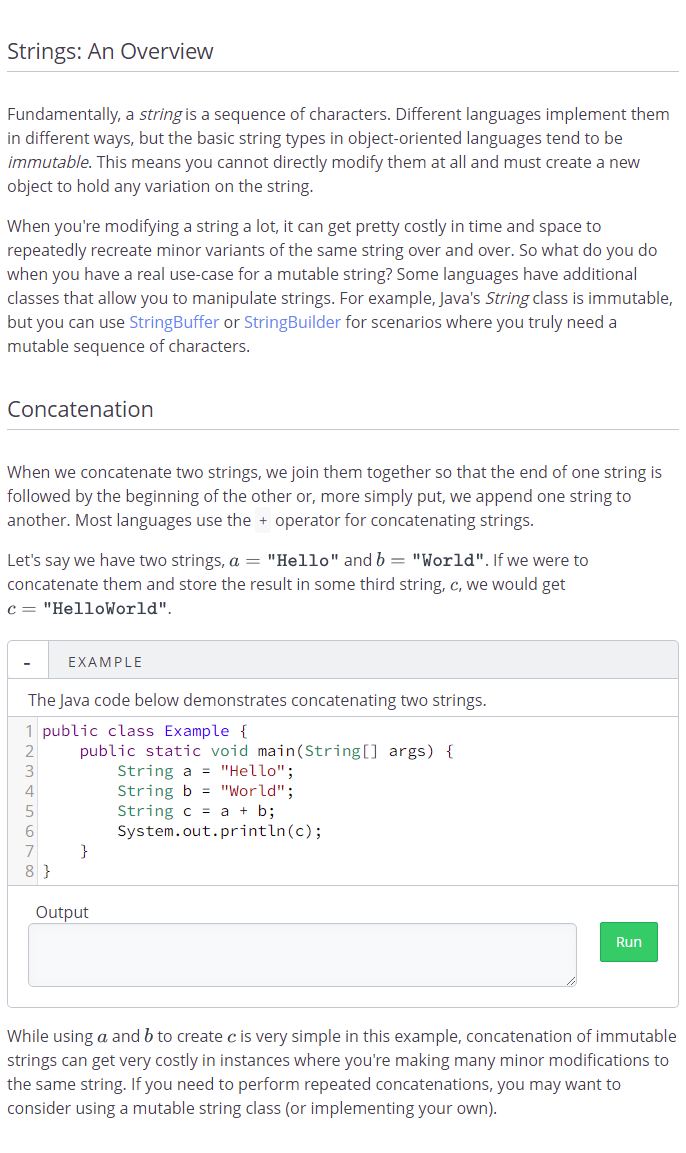 Strings: An Overview
Fundamentally, a string is a sequence of characters. Different languages implement them
in different ways, but the basic string types in object-oriented languages tend to be
immutable. This means you cannot directly modify them at all and must create a new
object to hold any variation on the string.
When you're modifying a string a lot, it can get pretty costly in time and space to
repeatedly recreate minor variants of the same string over and over. So what do you do
when you have a real use-case for a mutable string? Some languages have additional
classes that allow you to manipulate strings. For example, Java's String class is immutable,
but you can use StringBuffer or StringBuilder for scenarios where you truly need a
mutable sequence of characters.
Concatenation
When we concatenate two strings, we join them together so that the end of one string is
followed by the beginning of the other or, more simply put, we append one string to
another. Most languages use the + operator for concatenating strings.
Let's say we have two strings, a = "Hello" and b = "World". If we were to
concatenate them and store the result in some third string, c, we would get
c = "HelloWorld".
- EXAMPLE
The Java code below demonstrates concatenating two strings.
1 public class Example {
2     public static void main(String[] args) {
3         String a = "Hello";
4         String b = "World";
5         String c = a + b;
6         System.out.println(c);
7     }
8 }
Output
Run
While using a and b to create c is very simple in this example, concatenation of immutable
strings can get very costly in instances where you're making many minor modifications to
the same string. If you need to perform repeated concatenations, you may want to
consider using a mutable string class (or implementing your own).